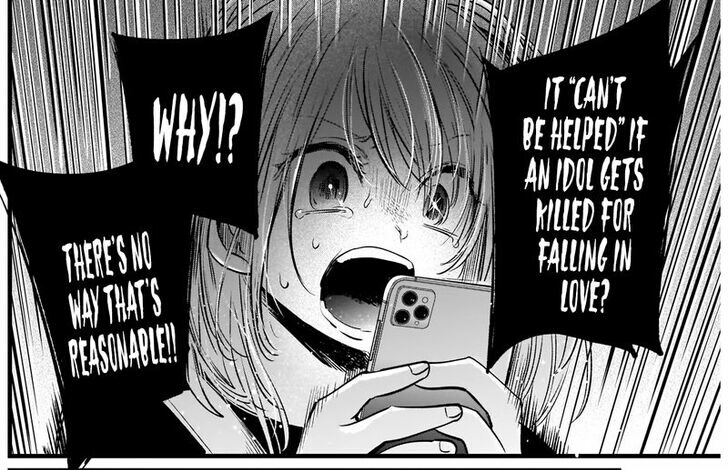 IT "CAN'T
BE HELPED" IF
AN IDOL GETS
KILLED FOR
FALLING IN
LOVE?
WHY!?
THERE'S NO
WAY THAT'S
REASONABLE!!